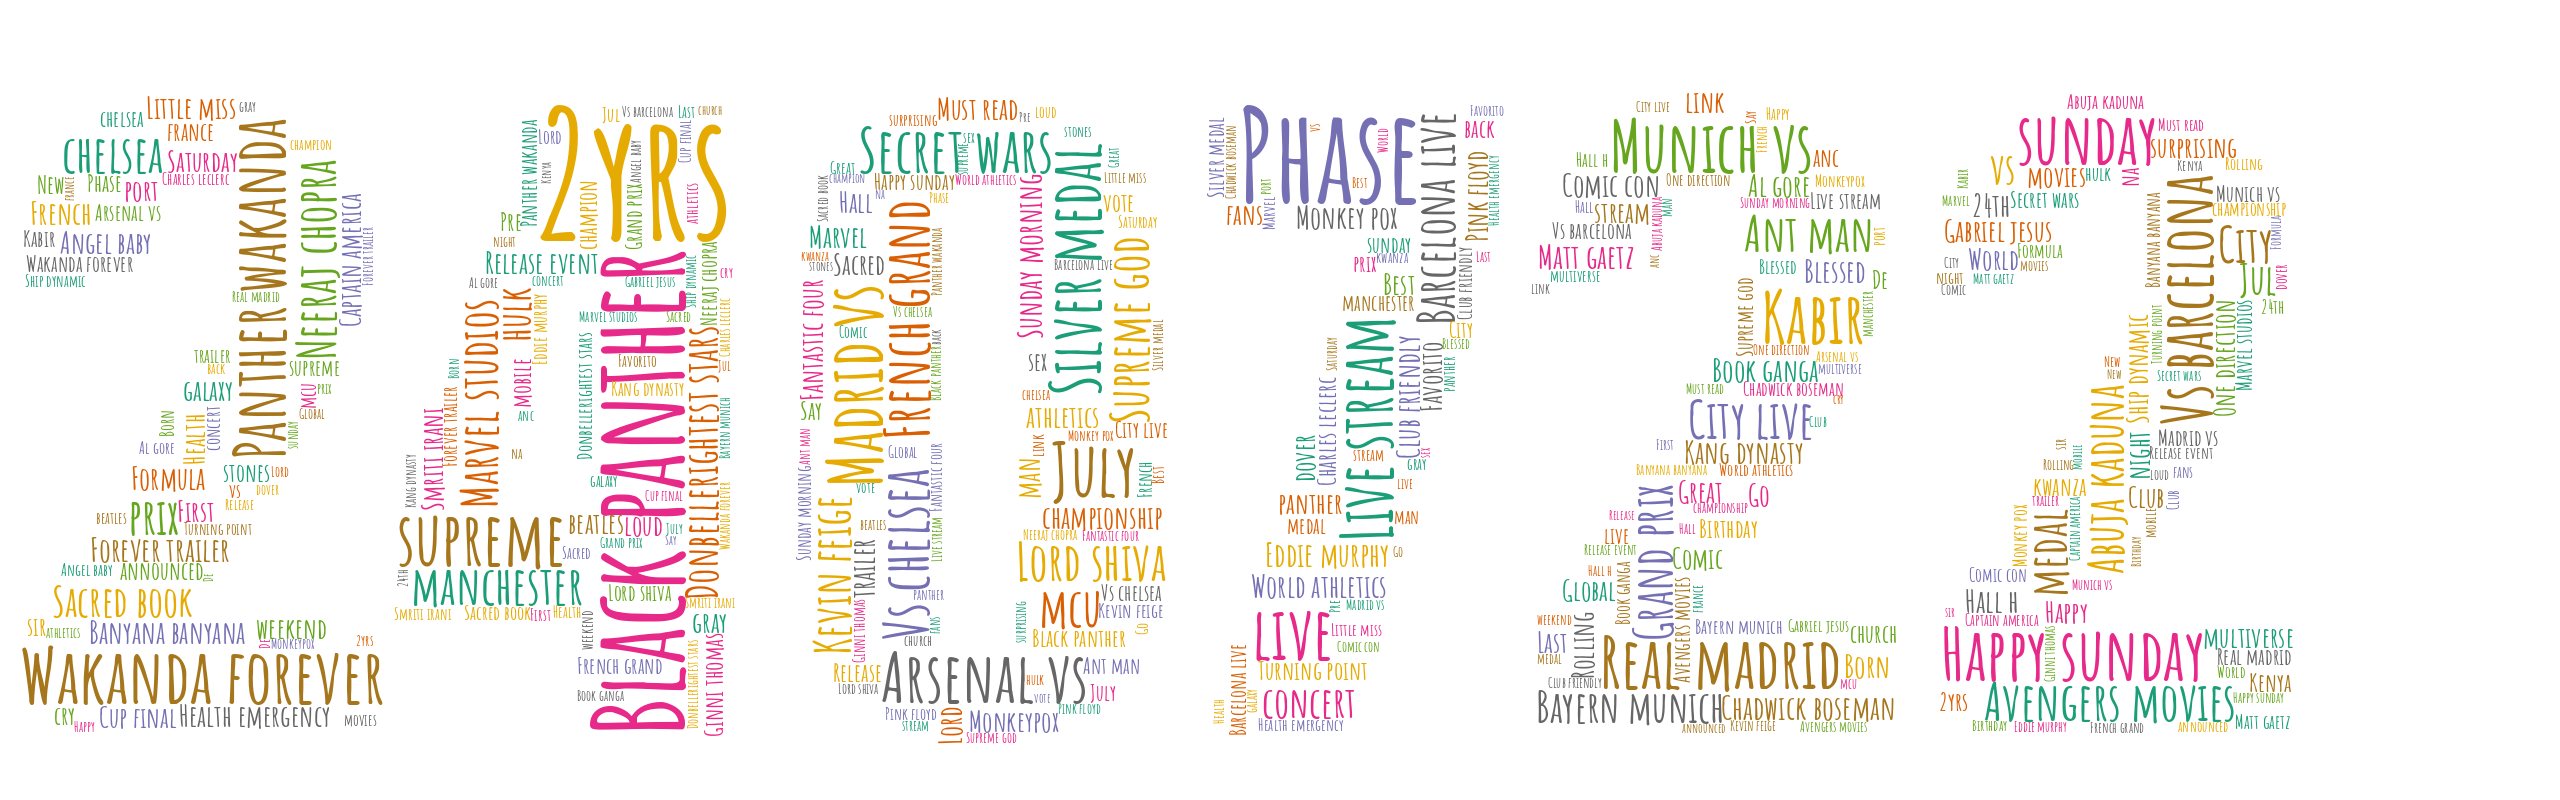 Little miss
gray
chelsea
France
Chelsea
Saturday
champion
Charles Leclerc
New
France
Phase
port
French
Arsenal vs
Kabir
Angel baby
Wakanda forever
Ship dynamic
Real Madrid
Panther Wakanda
Neeraj Chopra
Captain America
Forever trailer
trailer
back
supreme
galaxy
MCU
prix
Global
Born
health
concert
sunday
Al gore
Formula
stones
lord
vs
dover
Release
prix
First
beatles
Turning point
Forever trailer
Angel baby
announced
de
Sacred book
sir
athletics
Banyana Banyana
weekend
De
monkeypox
2yrs
Wakanda forever
cry
happy
Cup final
Health emergency
movies
2yrs
Jul
Vs Barcelona
Last
church
Panther Wakanda
Lord
Kenya
champion
Grand prix
Angel baby
Cup final
athletics
Pre
night
Release event
Al gore
concert
Gabriel Jesus
ship dynamic
Neeraj Chopra
cry
Marvel studios
hulk
Eddie Murphy
Marvel studios
sacred
Donbellerightest stars
Favorito
Kang dynasty
Jul
Charles Leclerc
born
mobile
anc
na
Smriti Irani
Forever trailer
Kang dynasty
galaxy
Cup final
Black Panther
Donbellerightest stars
Bayern Munich
Wakanda forever
supreme
beatles
loud
July
say
Grand prix
Sacred
24th
Manchester
Lord Shiva
Smriti Irani
Smriti Irani
Sacred book
first
health
weekend
gray
French Grand
Book Ganga
Donbellerightest stars
Ginni Thomas
Must read
pre
loud
surprising
sex
stones
Secret wars
supreme
Great
champion
Happy Sunday
World athletics
great
Little miss
Sacred book
Hall
na
phase
vote
Saturday
Marvel
kwanza
stones
sacred
French Grand
Panther Wakanda
Sunday morning
Silver medal
Barcelona live
Supreme god
Silver medal
Fantastic four
Madrid vs
Comic
Vs Chelsea
back
Black Panther
sex
say
chelsea
athletics
Monkey pox
City live
Global
link
Sunday morning
Ant man
vote
Fantastic four
man
July
French
best
Kevin Feige
beatles
Vs Chelsea
Live stream
championship
Neeraj Chopra
Fantastic four
Trailer
Lord Shiva
panther
fans
Ginni Thomas
MCU
Vs Chelsea
Kevin Feige
surprising
Black Panther
Go
church
Release
Lord Shiva
Arsenal vs
hulk
Ant man
vote
July
Pink Floyd
Pink Floyd
stream
Lord
Monkeypox
Supreme god
Phase
Silver medal
Chadwick Boseman
vs
world
Favorito
back
Best
fans
Marvel
port
Monkey pox
Barcelona live
Pink Floyd
Health emergency
sunday
kwanza
prix
Last
Best
Manchester
Club friendly
City
blessed
Saturday
Livestream
Club friendly
Favorito
panther
Charles Leclerc
dover
stream
gray
sex
live
panther
medal
man
Eddie Murphy
Go
World athletics
Pre
Madrid vs
live
Little miss
Comic con
Turning point
Barcelona live
health
galaxy
concert
Health emergency
City live
link
say
Happy
Munich vs
French
anc
Hall H
Comic con
One direction
Al gore
Monkeypox
Hall
stream
Abuja Kaduna
man
Sunday morning
Live stream
Vs Barcelona
Matt Gaetz
anc
multiverse
link
Ant man
port
Blessed
Blessed
De
Supreme god
Kabir
Manchester
One direction
Arsenal vs
multiverse
Book Ganga
Must read
Chadwick Boseman
cry
City live
Club
First
Kang dynasty
Banyana Banyana
World athletics
Great
Go
championship
Release
Grand prix
Hall
Birthday
live
Release event
Comic
Hall H
Global
Book Ganga
Avengers movies
France
weekend
Last
medal
Rolling
Bayern Munich
Gabriel Jesus
church
Real Madrid
Born
MCU
Club friendly
Bayern Munich
Chadwick Boseman
announced
Kevin Feige
Avengers movies
Abuja Kaduna
sunday
Must read
surprising
Kenya
Rolling
vs
movies
hulk
na
Kabir
Marvel
24th
Secret wars
Munich vs
championship
Banyana Banyana
Gabriel Jesus
Formula
City
Formula
City
World
movies
night
Matt Gaetz
Comic
Jul
dover
24th
Vs Barcelona
One direction
Marvel studios
Ship dynamic
Turning point
New
New
Secret wars
Abuja Kaduna
night
Madrid vs
Release event
loud
fans
sir
mobile
Rolling
kwanza
trailer
Club
Club
Captain America
mobile
Monkey pox
medal
birthday
Comic con
Munich vs
Hall H
sir
Captain America
Happy
Ginni Thomas
Happy Sunday
multiverse
Real Madrid
World
Kenya
2yrs
Avengers movies
Happy Sunday
Birthday
Eddie Murphy
French Grand
announced
Matt Gaetz